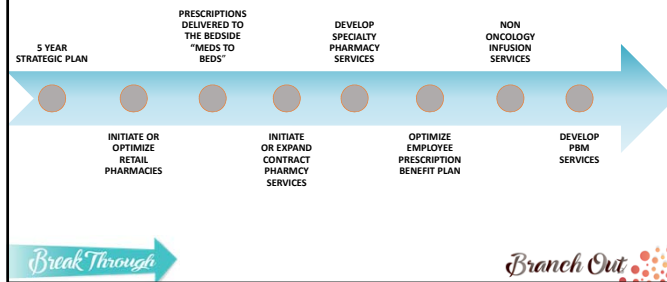 5 YEAR
STRATEGIC PLAN
INITIATE OR
OPTIMIZE
RETAIL
PHARMACIES
PRESCRIPTIONS
DELIVERED TO
THE BEDSIDE
“MEDS TO
BEDS”
INITIATE
OR EXPAND
CONTRACT
PHARMCY
SERVICES
DEVELOP
SPECIALTY
PHARMACY
SERVICES
OPTIMIZE
EMPLOYEE
PRESCRIPTION
BENEFIT PLAN
NON
ONCOLOGY
INFUSION
SERVICES
DEVELOP
PBM
SERVICES
Break Through
Branch Out